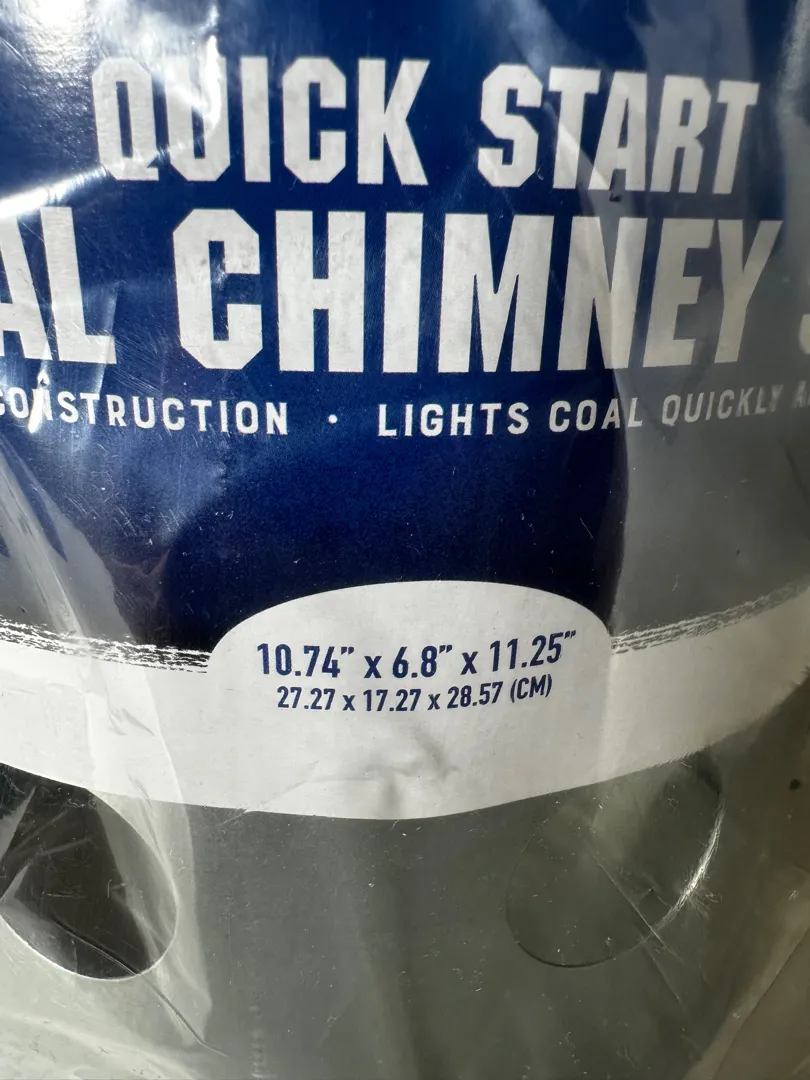 QUICK START
AL CHIMNEY
CONSTRUCTION · LIGHTS COAL QUICKLY A
10.74” x 6.8” x 11.25”
27.27 x 17.27 x 28.57 (CM)